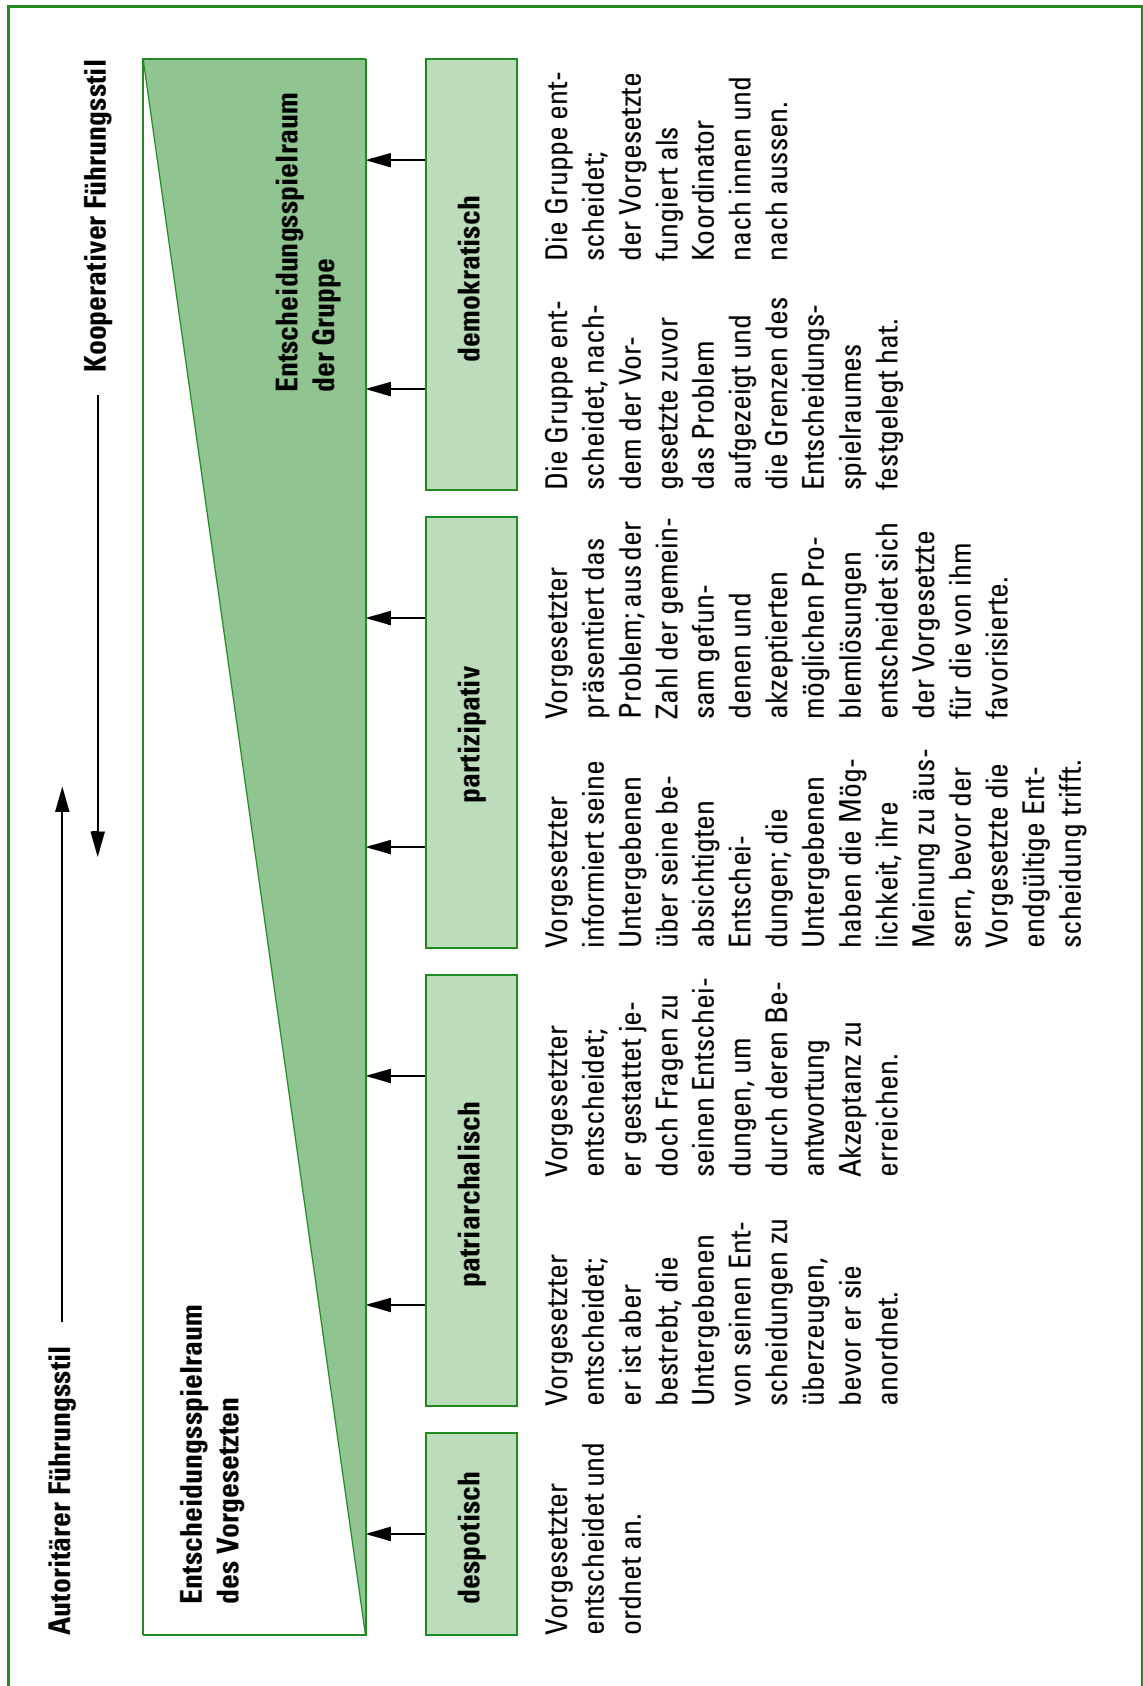 Autoritärer Führungsstil
Kooperativer Führungsstil
Entscheidungsspielraum
des Vorgesetzten
Entscheidungsspielraum
der Gruppe
despotisch
patriarchalisch
partizipativ
demokratisch
Vorgesetzter
entscheidet und
ordnet an.
Vorgesetzter
entscheidet;
er ist aber
bestrebt, die
Untergebenen
von seinen Ent-
scheidungen zu
überzeugen,
bevor er sie
anordnet.
Vorgesetzter
entscheidet;
er gestattet je-
doch Fragen zu
seinen Entschei-
dungen, um
durch deren Be-
antwortung
Akzeptanz zu
erreichen.
Vorgesetzter
informiert seine
Untergebenen
über seine be-
absichtigten
Entschei-
dungen; die
Untergebenen
haben die Mög-
lichkeit, ihre
Meinung zu äus-
sern, bevor der
Vorgesetzte die
endgültige Ent-
scheidung trifft.
Vorgesetzter
präsentiert das
Problem; aus der
Zahl der gemein-
sam gefun-
denen und
akzeptierten
möglichen Pro-
blemlösungen
entscheidet sich
der Vorgesetzte
für die von ihm
favorisierte.
Die Gruppe ent-
scheidet, nach-
dem der Vor-
gesetzte zuvor
das Problem
aufgezeigt und
die Grenzen des
Entscheidungs-
spielraumes
festgelegt hat.
Die Gruppe ent-
scheidet;
der Vorgesetzte
fungiert als
Koordinator
nach innen und
nach aussen.